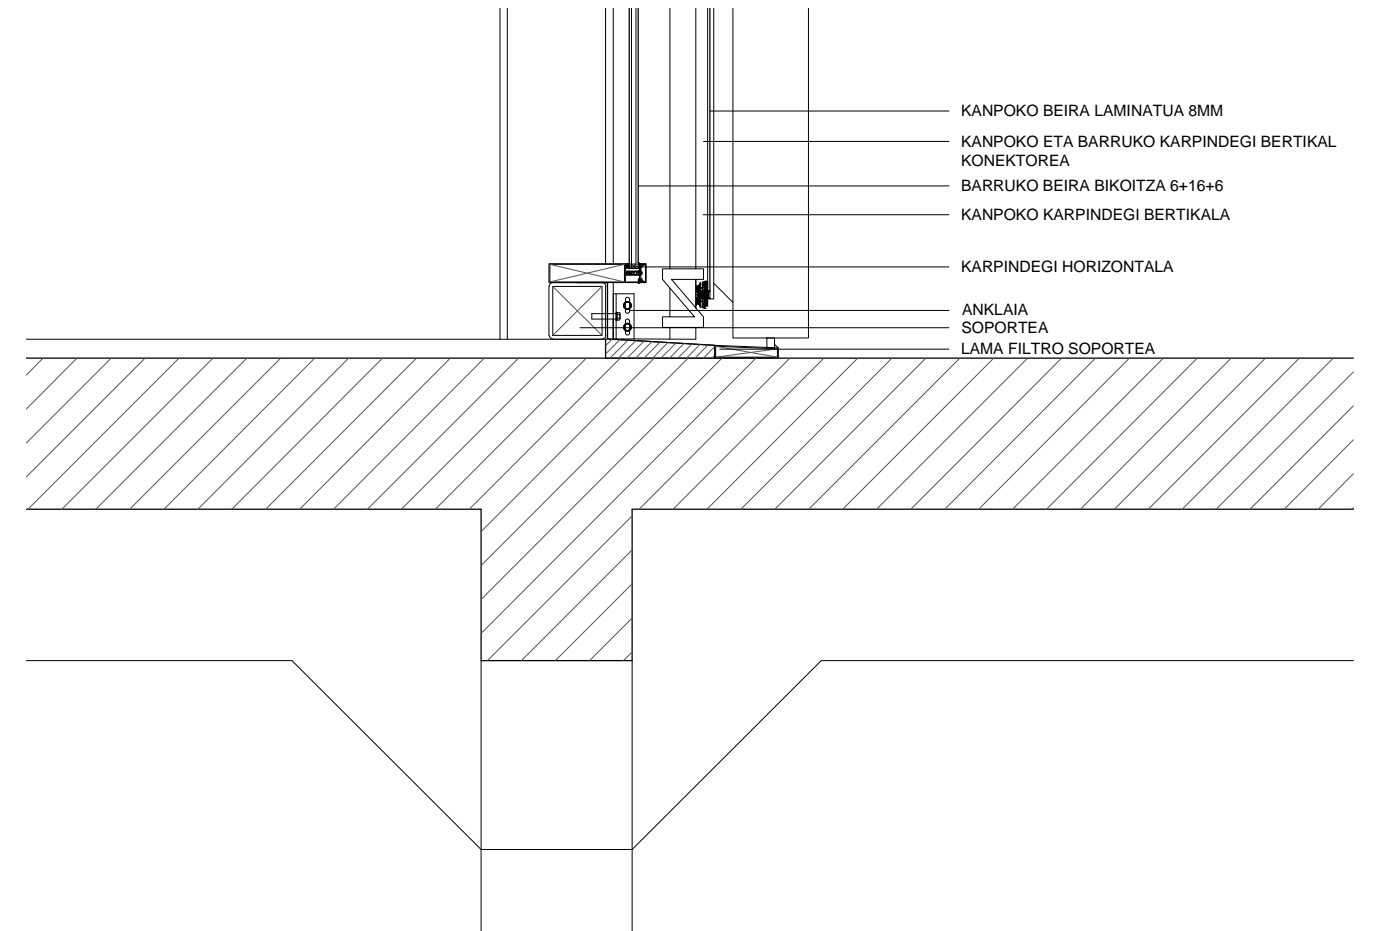 KANPOKO BEIRA LAMINATUA 8MM
KANPOKO ETA BARRUKO KARPINDEGI BERTIKAL
KONEKTOREA
BARRUKO BEIRA BIKOITZA 6+16+6
KANPOKO KARPINDEGI BERTIKALA
KARPINDEGI HORIZONTALA
ANKLAIA
SOPORTEA
LAMA FILTRO SOPORTEA